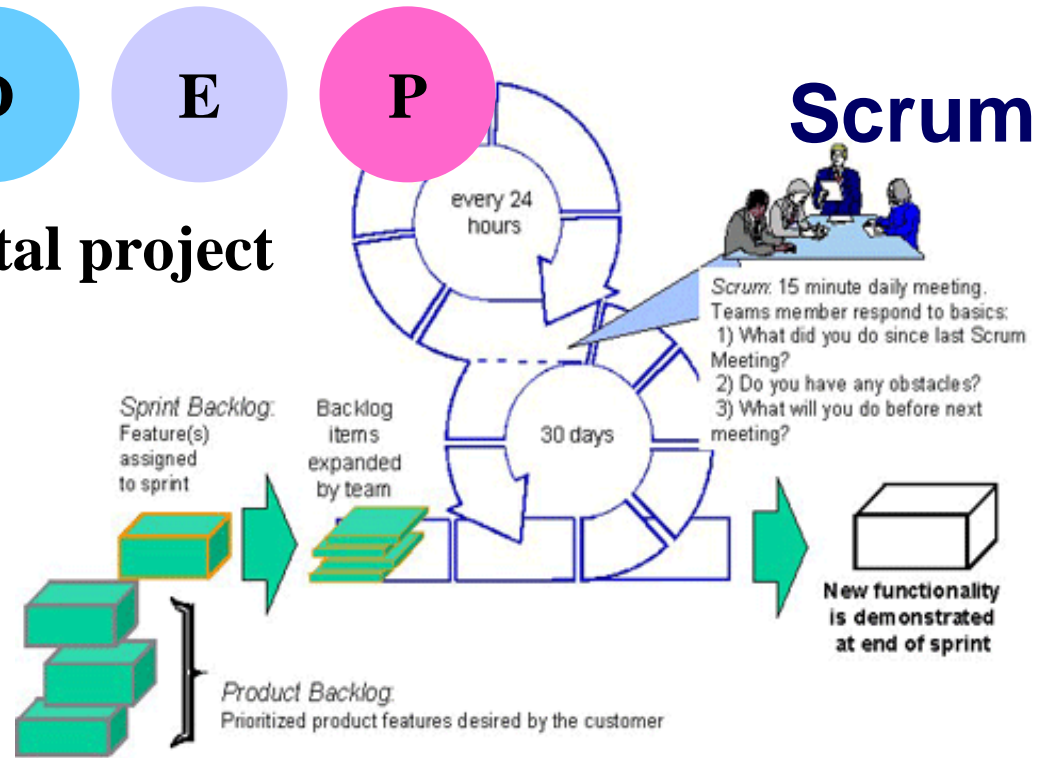 E
P
Scrum
tal project
every 24
hours
Scrum: 15 minute daily meeting.
Teams member respond to basics:
1) What did you do since last Scrum
Meeting?
2) Do you have any obstacles?
3) What will you do before next
meeting?
30 days
Sprint Backlog:
Feature(s)
assigned
to sprint
Backlog
items
expanded
by team
New functionality
is demonstrated
at end of sprint
Product Backlog:
Prioritized product features desired by the customer